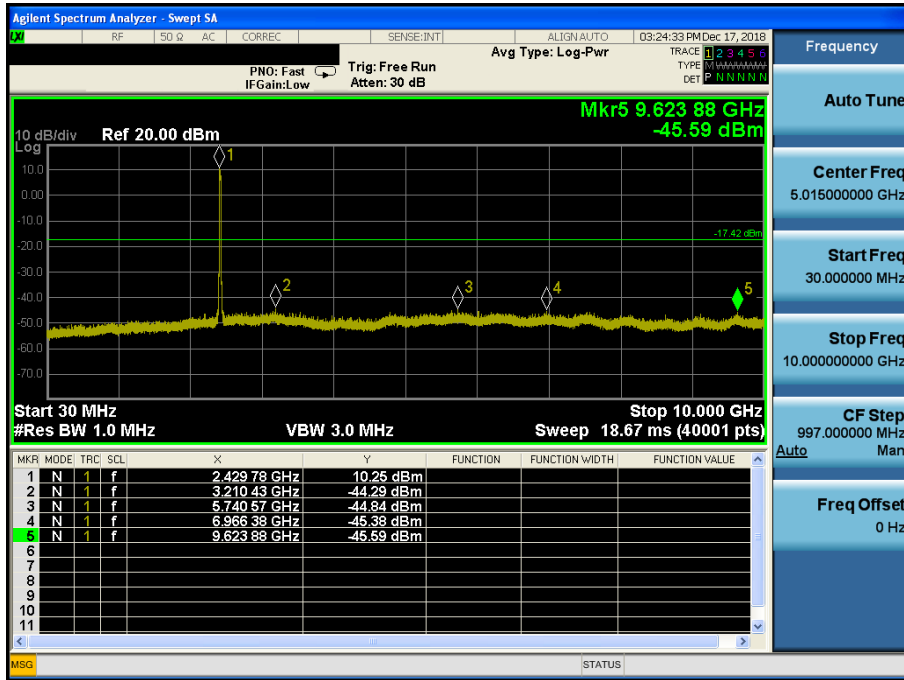 Agilent Spectrum Analyzer - Swept SA
LXI RF 50 Ω AC CORREC SENSE:INT ALIGN AUTO 03:24:33 PM Dec 17, 2018
Avg Type: Log-Pwr TRACE 1 2 3 4 5 6
PNO: Fast Trig: Free Run TYPE M WWWWW
IFGain:Low Atten: 30 dB DET P N N N N N
Mkr5 9.623 88 GHz
-45.59 dBm
10 dB/div Ref 20.00 dBm
Log
1
10.0
0.00
-10.0
-17.42 dBm
-20.0
-30.0
2 3 4 5
-40.0
-50.0
-60.0
-70.0
Start 30 MHz Stop 10.000 GHz
#Res BW 1.0 MHz VBW 3.0 MHz Sweep 18.67 ms (40001 pts)
MKR MODE TRC SCL X Y FUNCTION FUNCTION WIDTH FUNCTION VALUE
1 N 1 f 2.429 78 GHz 10.25 dBm
2 N 1 f 3.210 43 GHz -44.29 dBm
3 N 1 f 5.740 57 GHz -44.84 dBm
4 N 1 f 6.966 38 GHz -45.38 dBm
5 N 1 f 9.623 88 GHz -45.59 dBm
6
7
8
9
10
11
MSG STATUS
Frequency
Auto Tune
Center Freq
5.015000000 GHz
Start Freq
30.000000 MHz
Stop Freq
10.000000000 GHz
CF Step
997.000000 MHz
Auto Man
Freq Offset
0 Hz